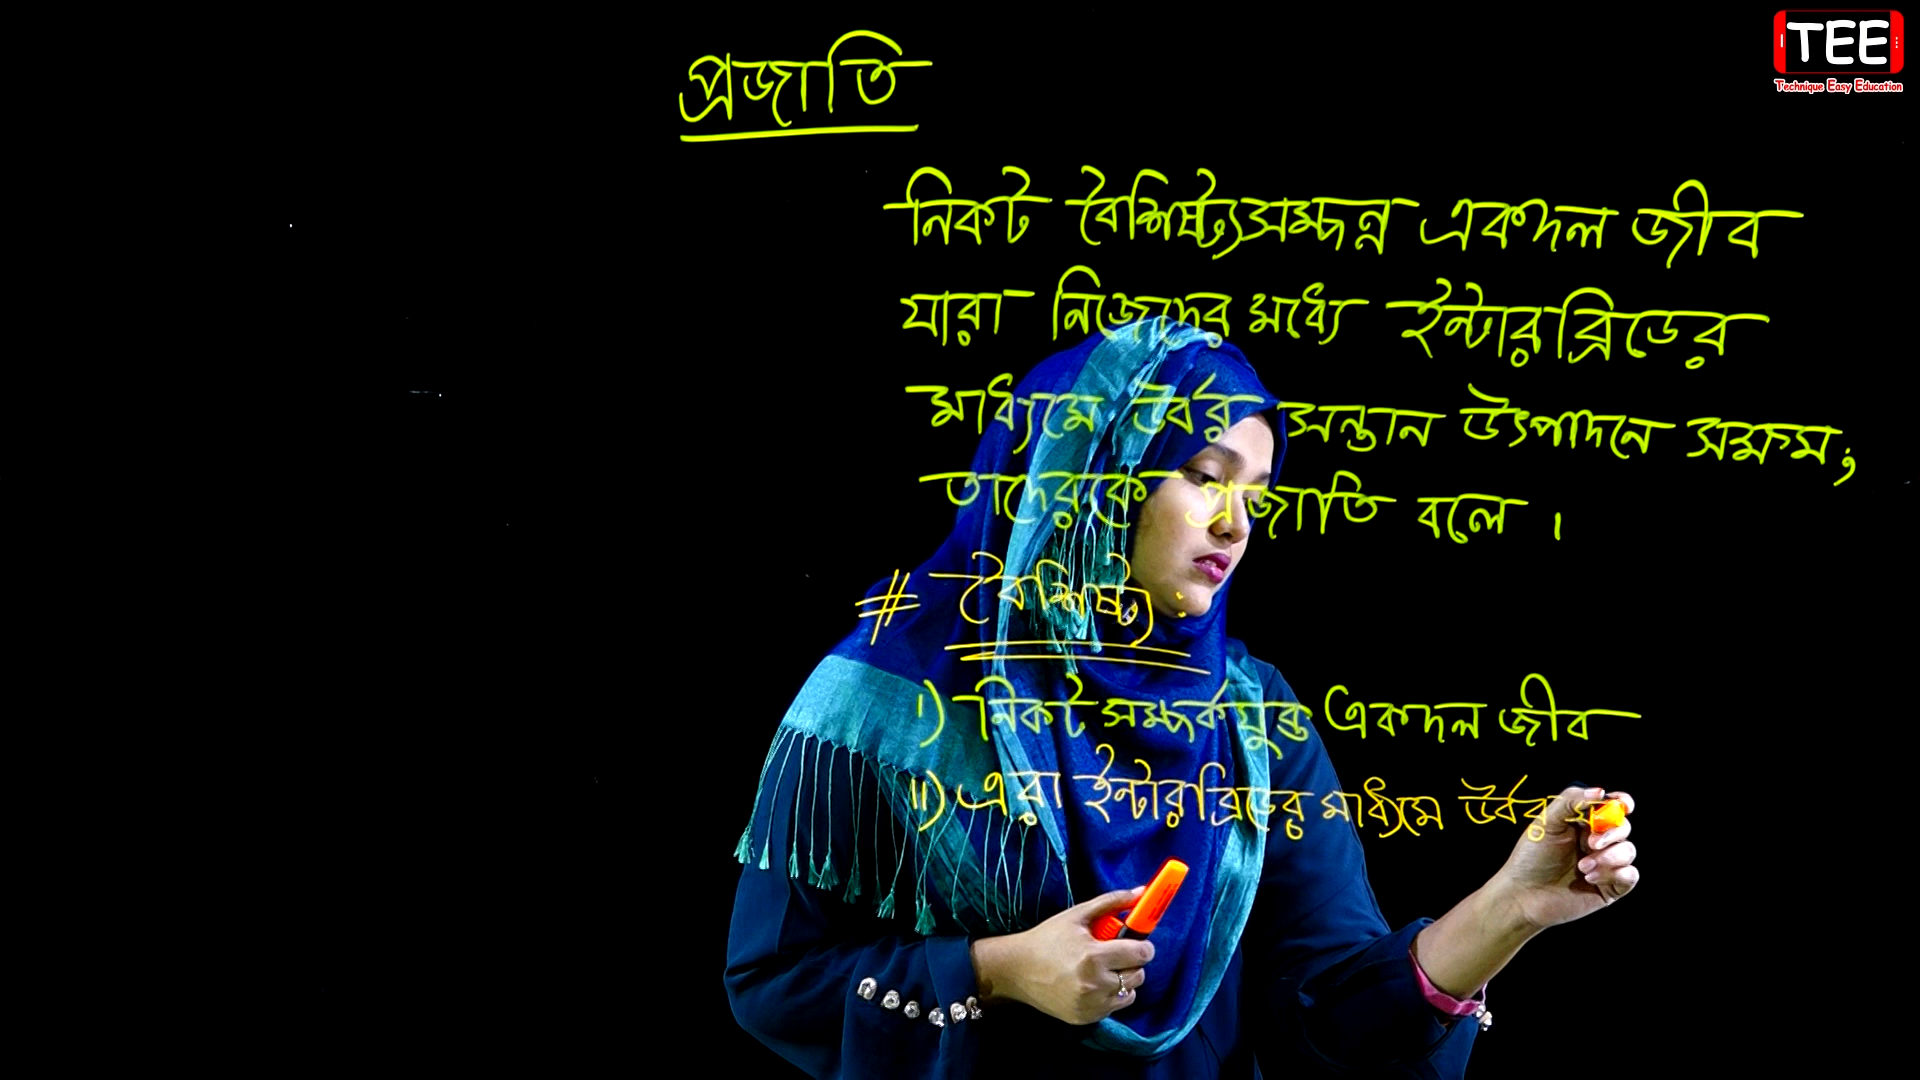 TEE
Technique Easy Education
প্রজাতি
নিকট বৈশিষ্ট্যসম্পন্ন একদল জীব
যারা নিজেদের মধ্যে ইন্টারব্রিডের
মাধ্যমে উর্বর সন্তান উৎপাদনে সক্ষম,
তাদেরকে প্রজাতি বলে ।
# বৈশিষ্ট্য :
i) নিকট সম্পর্কযুক্ত একদল জীব
ii) এরা ইন্টারব্রিডের মাধ্যমে উর্বর